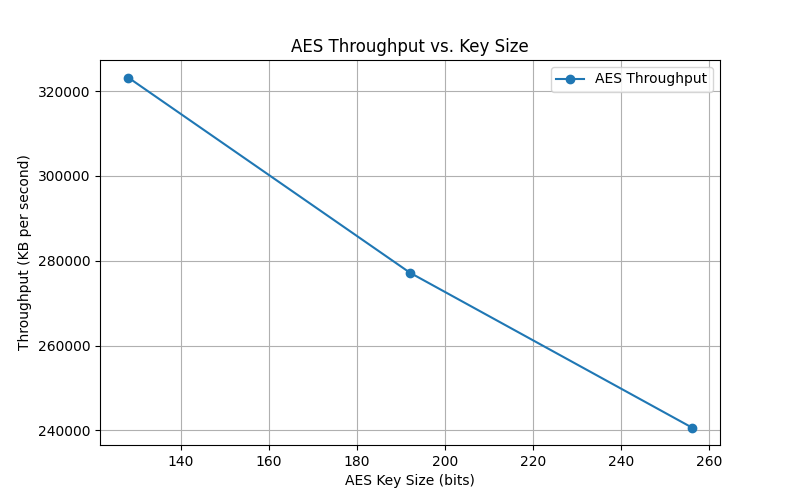 AES Throughput vs. Key Size
AES Throughput
Throughput (KB per second)
320000
300000
280000
260000
240000
140 160 180 200 220 240 260
AES Key Size (bits)